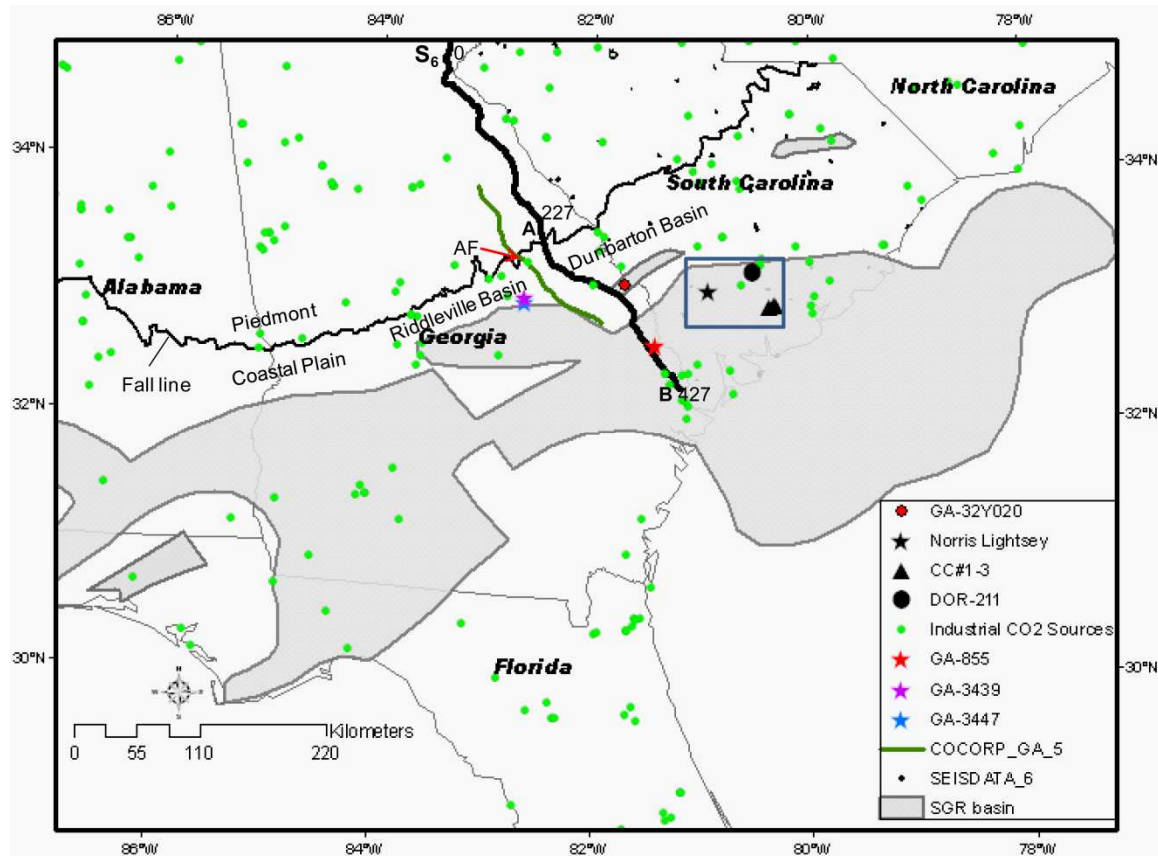 86°W 84°W 82°W 80°W 78°W
S6 0
North Carolina
34°N 34°N
South Carolina
A 227
Dunbarton Basin
AF
Alabama
Riddleville Basin
Piedmont
Georgia
Coastal Plain
Fall line
B 427
32°N 32°N
GA-32Y020
Norris Lightsey
CC#1-3
DOR-211
Industrial CO2 Sources
GA-855
GA-3439
GA-3447
COCORP_GA_5
SEISDATA_6
SGR basin
30°N 30°N
Florida
N
W E
S
Kilometers
0 55 110 220
86°W 84°W 82°W 80°W 78°W